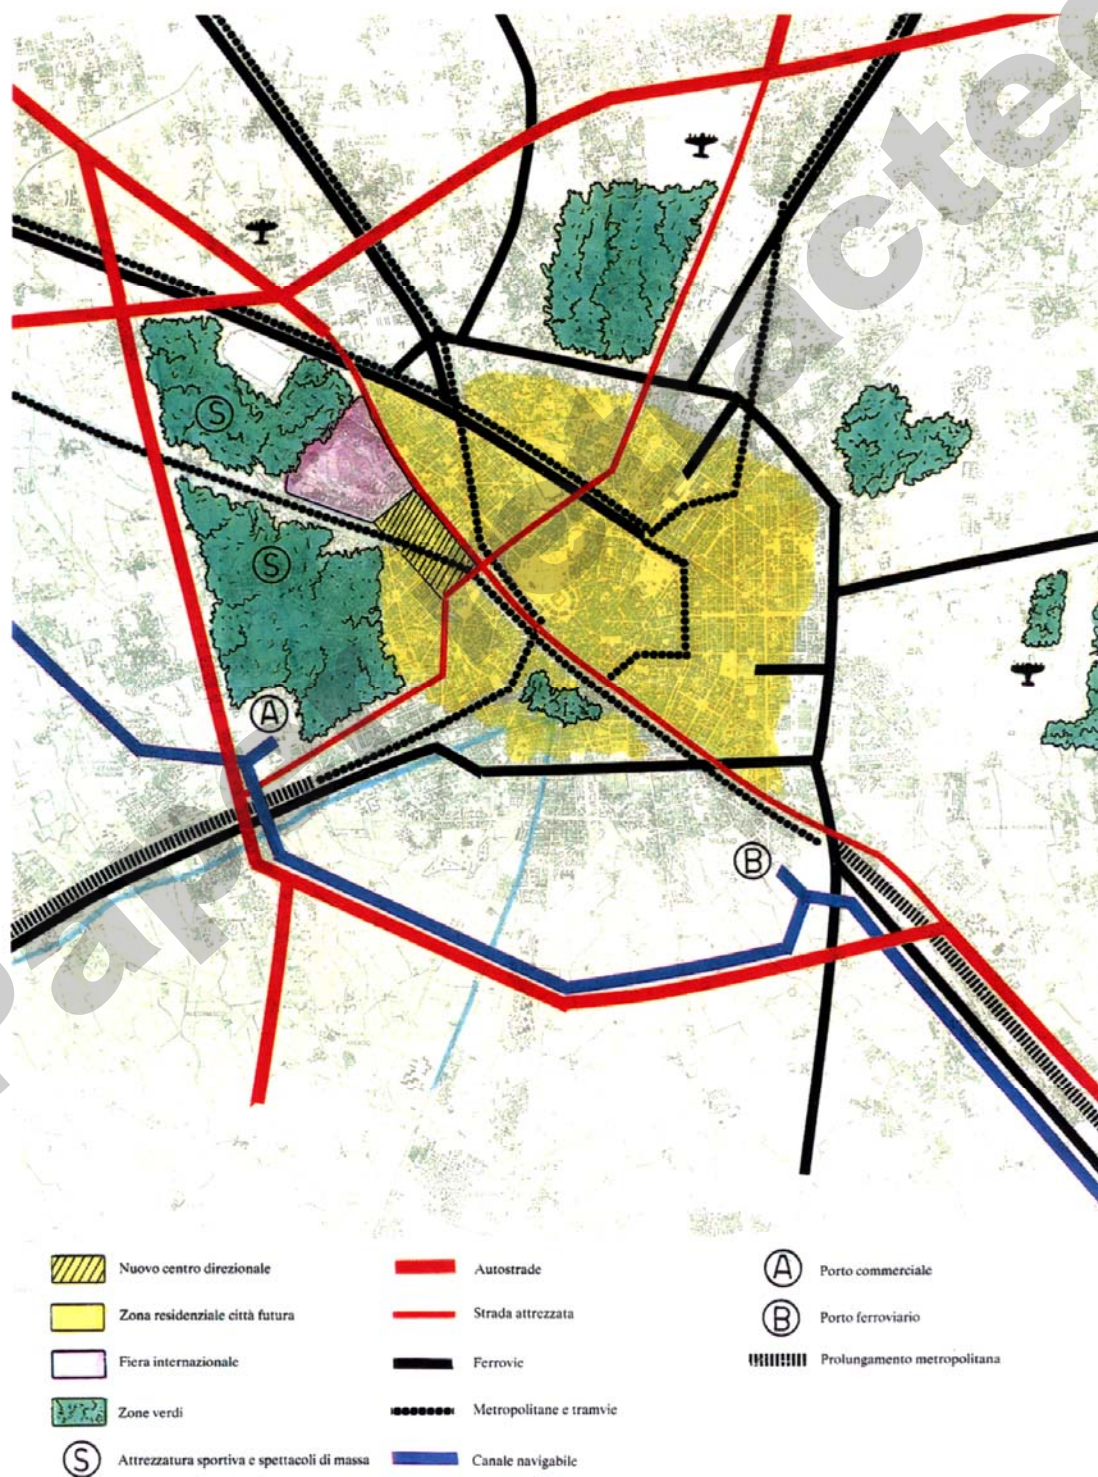 S
S
A
B
Nuovo centro direzionale
Zona residenziale città futura
Fiera internazionale
Zone verdi
S Attrezzatura sportiva e spettacoli di massa
Autostrade
Strada attrezzata
Ferrovie
Metropolitane e tramvie
Canale navigabile
A Porto commerciale
B Porto ferroviario
Prolungamento metropolitana